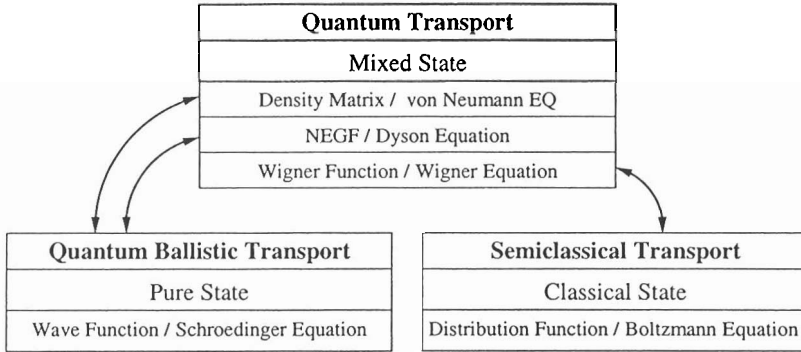 Quantum Transport
Mixed State
Density Matrix / von Neumann EQ
NEGF / Dyson Equation
Wigner Function / Wigner Equation
Quantum Ballistic Transport
Pure State
Wave Function / Schroedinger Equation
Semiclassical Transport
Classical State
Distribution Function / Boltzmann Equation